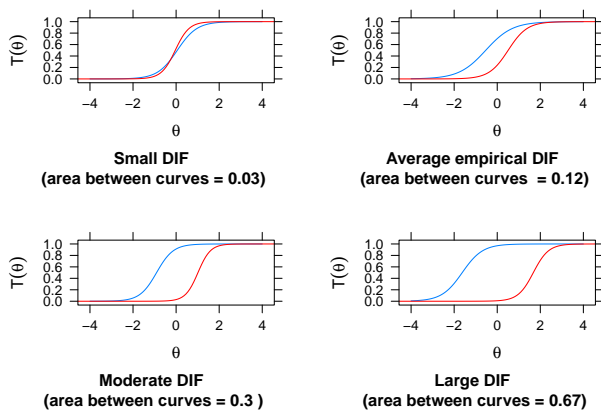 T(θ)
1.0
0.8
0.6
0.4
0.2
0.0
−4 −2 0 2 4
θ
Small DIF
(area between curves = 0.03)
T(θ)
1.0
0.8
0.6
0.4
0.2
0.0
−4 −2 0 2 4
θ
Average empirical DIF
(area between curves  = 0.12)
T(θ)
1.0
0.8
0.6
0.4
0.2
0.0
−4 −2 0 2 4
θ
Moderate DIF
(area between curves = 0.3 )
T(θ)
1.0
0.8
0.6
0.4
0.2
0.0
−4 −2 0 2 4
θ
Large DIF
(area between curves = 0.67)